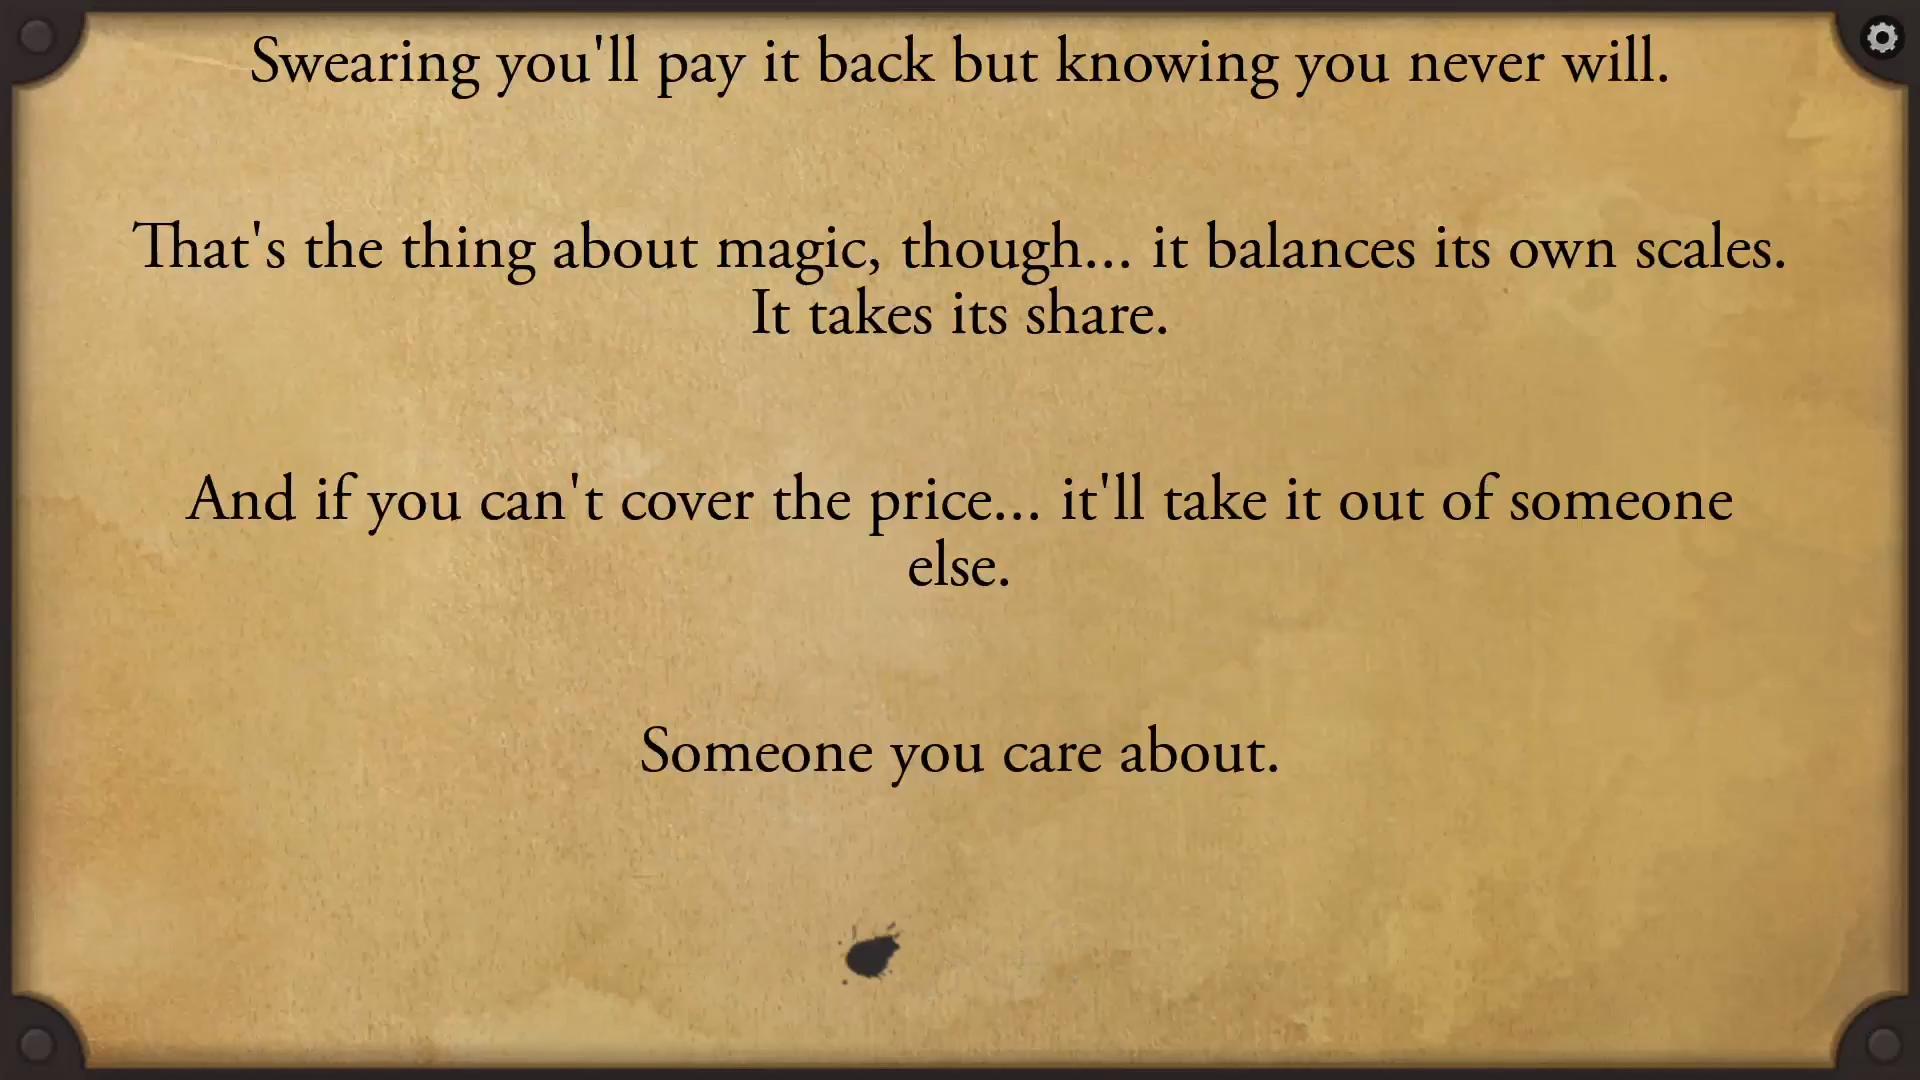 Swearing you'll pay it back but knowing you never will.
That's the thing about magic, though... it balances its own scales.
It takes its share.
And if you can't cover the price... it'll take it out of someone
else.
Someone you care about.